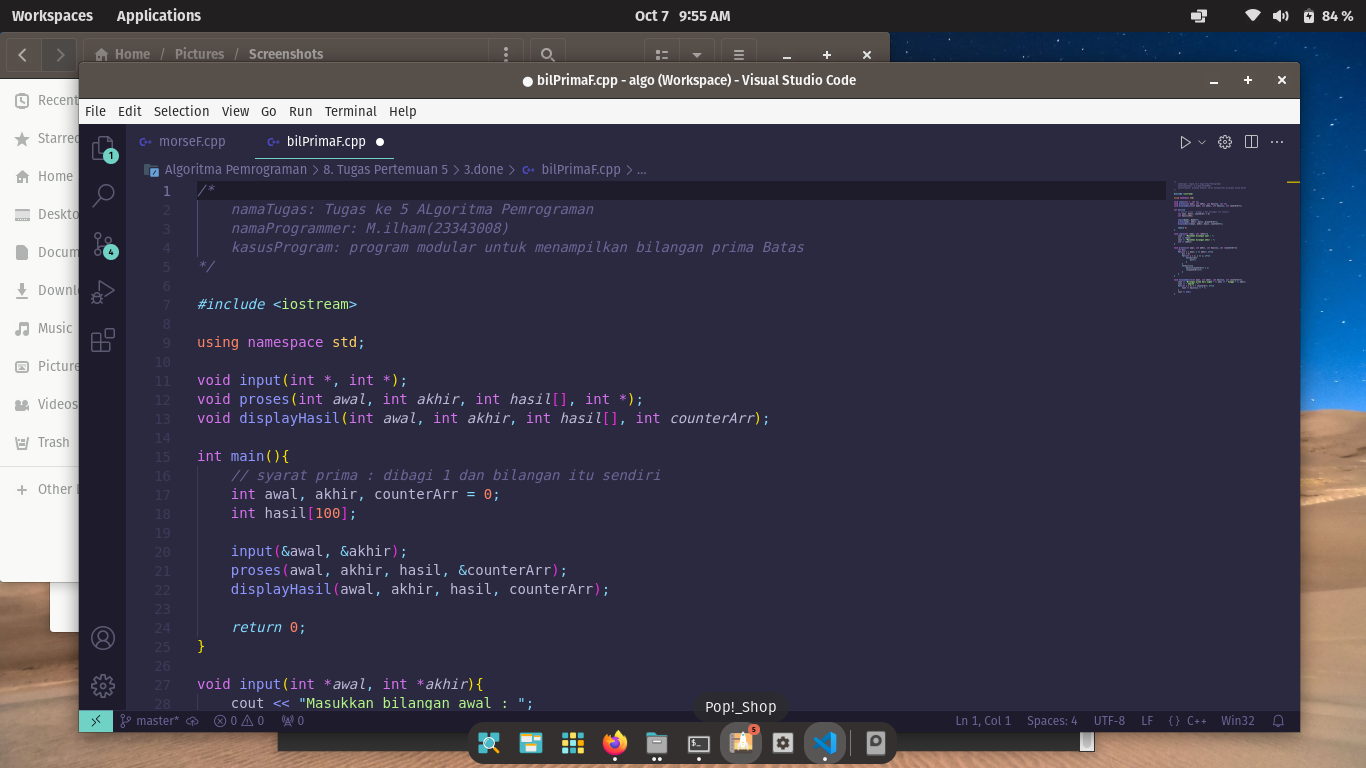 Workspaces Applications Oct 7 9:55 AM 84 %
Home / Pictures / Screenshots
bilPrimaF.cpp - algo (Workspace) - Visual Studio Code
File Edit Selection View Go Run Terminal Help
morseF.cpp bilPrimaF.cpp
Algoritma Pemrograman > 8. Tugas Pertemuan 5 > 3.done > bilPrimaF.cpp > ...
Recent
Starred
Home
Deskto
Docum
Downl
Music
Picture
Videos
Trash
Other
1
4
1 /*
2 namaTugas: Tugas ke 5 ALgoritma Pemrograman
3 namaProgrammer: M.ilham(23343008)
4 kasusProgram: program modular untuk menampilkan bilangan prima Batas
5 */
6
7 #include <iostream>
8
9 using namespace std;
10
11 void input(int *, int *);
12 void proses(int awal, int akhir, int hasil[], int *);
13 void displayHasil(int awal, int akhir, int hasil[], int counterArr);
14
15 int main(){
16 // syarat prima : dibagi 1 dan bilangan itu sendiri
17 int awal, akhir, counterArr = 0;
18 int hasil[100];
19
20 input(&awal, &akhir);
21 proses(awal, akhir, hasil, &counterArr);
22 displayHasil(awal, akhir, hasil, counterArr);
23
24 return 0;
25 }
26
27 void input(int *awal, int *akhir){
28 cout << "Masukkan bilangan awal : ";
Pop!_Shop
master* 0 0 0 Ln 1, Col 1 Spaces: 4 UTF-8 LF {} C++ Win32
5